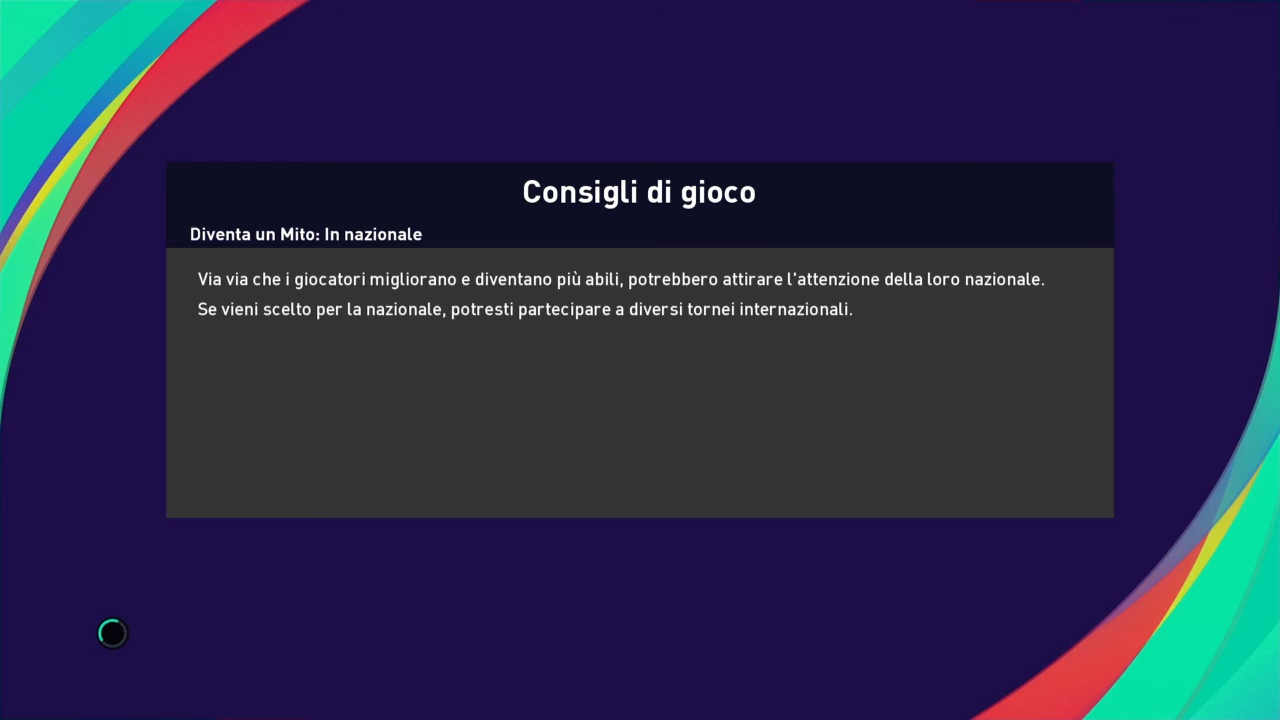 Consigli di gioco
Diventa un Mito: In nazionale
Via via che i giocatori migliorano e diventano più abili, potrebbero attirare l'attenzione della loro nazionale.
Se vieni scelto per la nazionale, potresti partecipare a diversi tornei internazionali.